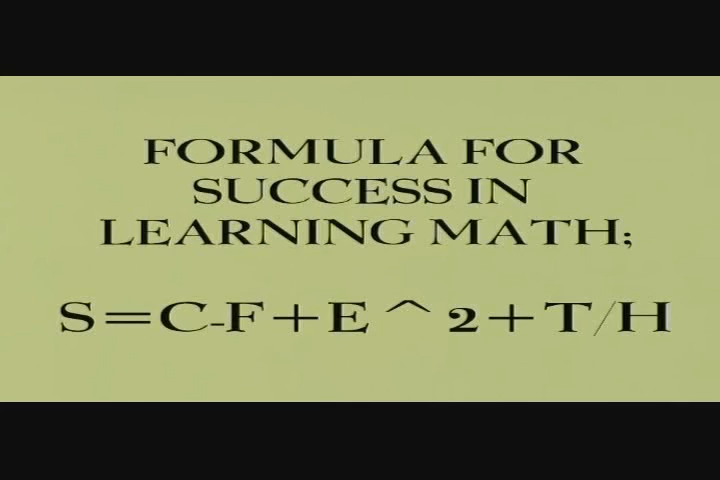 FORMULA FOR
SUCCESS IN
LEARNING MATH;
S=C-F+E^2+T/H